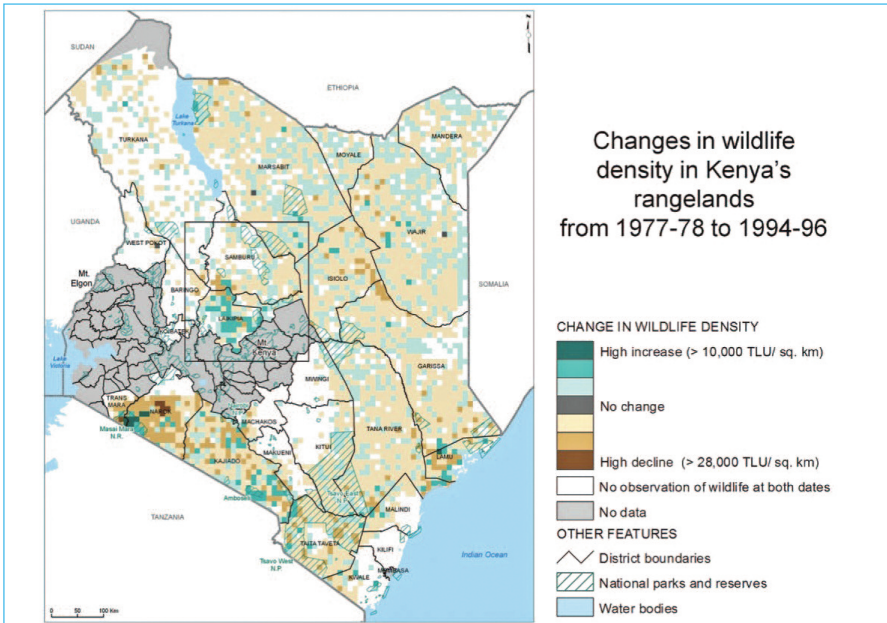 SUDAN
ETHIOPIA
Lake
Turkana
TURKANA
MANDERA
MOYALE
MARSABIT
UGANDA
WAJIR
WEST POKOT
SAMBURU
Mt.
Elgon
ISIOLO
BARINGO
SOMALIA
LAIKIPIA
Mt.
Kenya
Lake
Victoria
GARISSA
MWINGI
TRANS
MARA
NAROK
TANA RIVER
MACHAKOS
Masai Mara
N.R.
KITUI
LAMU
MAKUENI
KAJIADO
Tsavo East
N.P.
Amboseli
MALINDI
TANZANIA
TAITA TAVETA
KILIFI
Indian Ocean
Tsavo West
N.P.
MOMBASA
KWALE
50 0 50 100 Km
Changes in wildlife
density in Kenya's
rangelands
from 1977-78 to 1994-96
CHANGE IN WILDLIFE DENSITY
High increase (> 10,000 TLU/ sq. km)
No change
High decline (> 28,000 TLU/ sq. km)
No observation of wildlife at both dates
No data
OTHER FEATURES
District boundaries
National parks and reserves
Water bodies